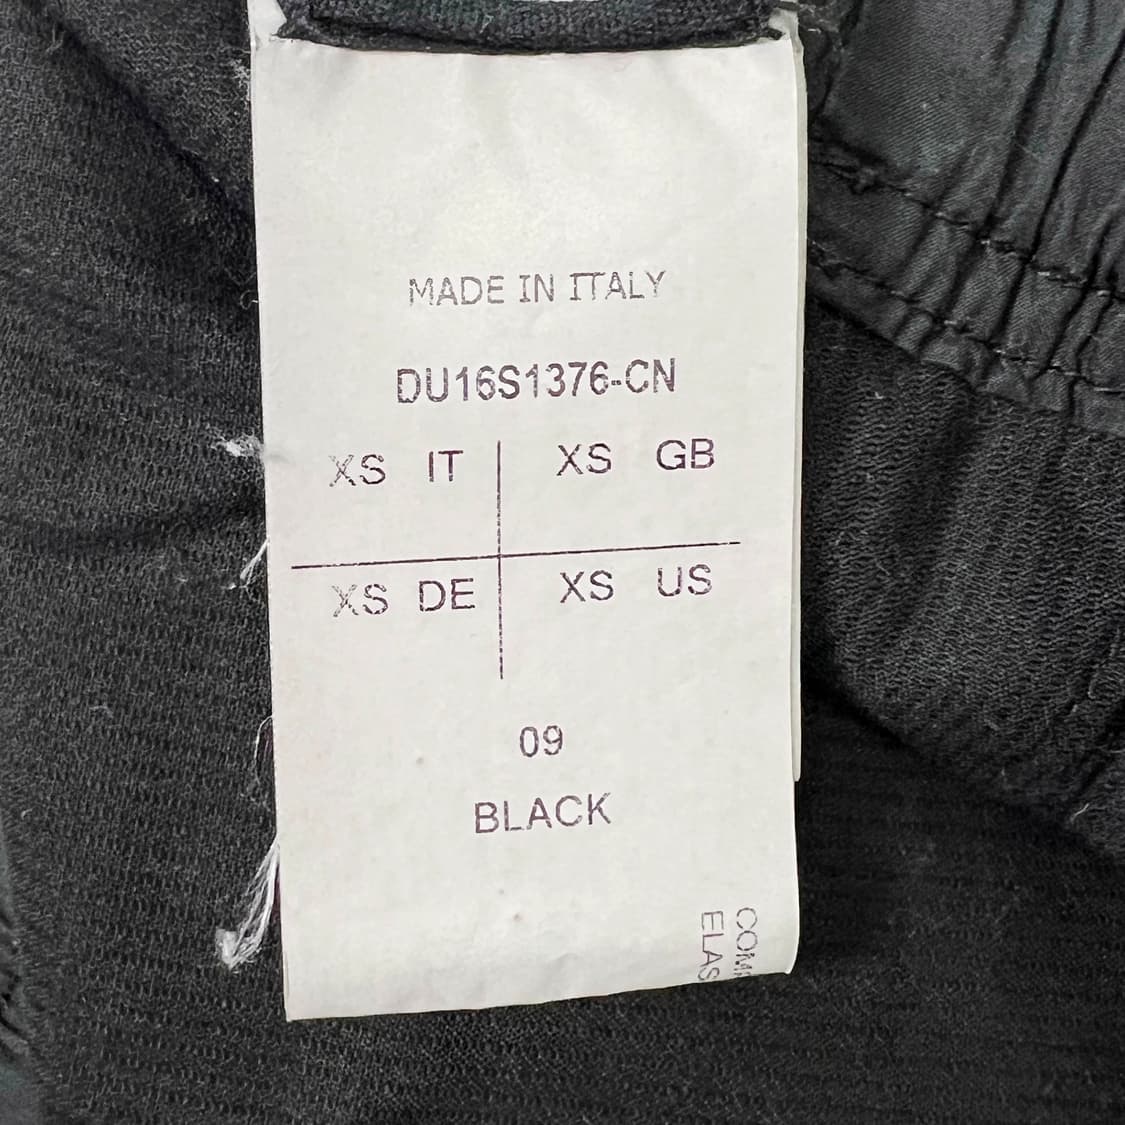 MADE IN ITALY
DU16S1376-CN
XS IT XS GB
XS DE XS US
09
BLACK